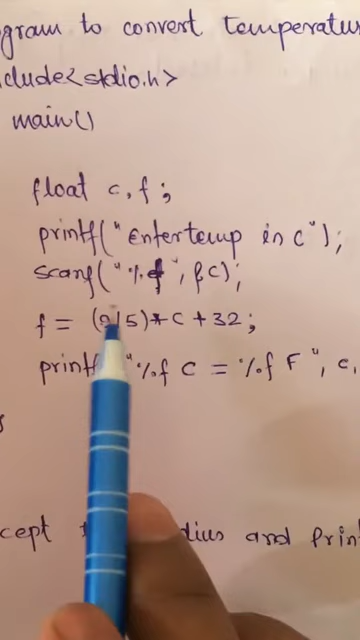 ogram to convert temperatur
clude<stdio.h>
main()
float c, f;
printf("Enter temp in c");
scanf("%f", &c);
f = (9/5)*c+32;
printf "%f C = %f F", c,
cept dius and Prin